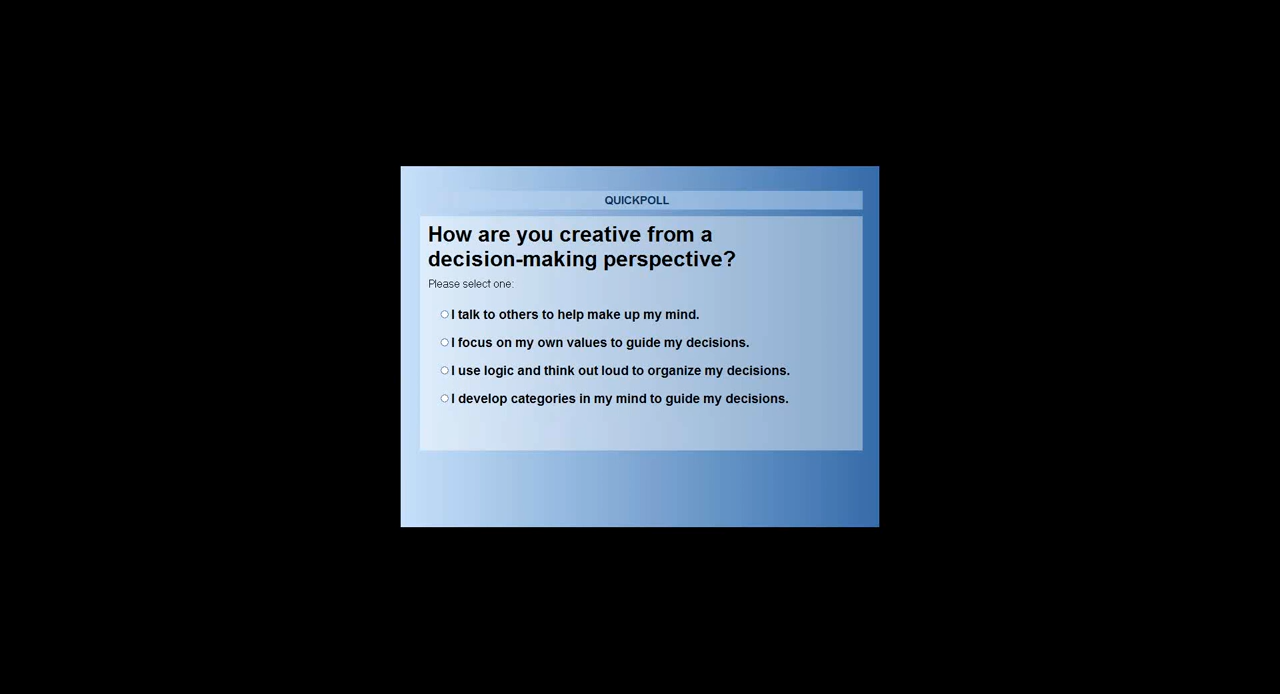 QUICKPOLL
How are you creative from a
decision-making perspective?
Please select one:
I talk to others to help make up my mind.
I focus on my own values to guide my decisions.
I use logic and think out loud to organize my decisions.
I develop categories in my mind to guide my decisions.